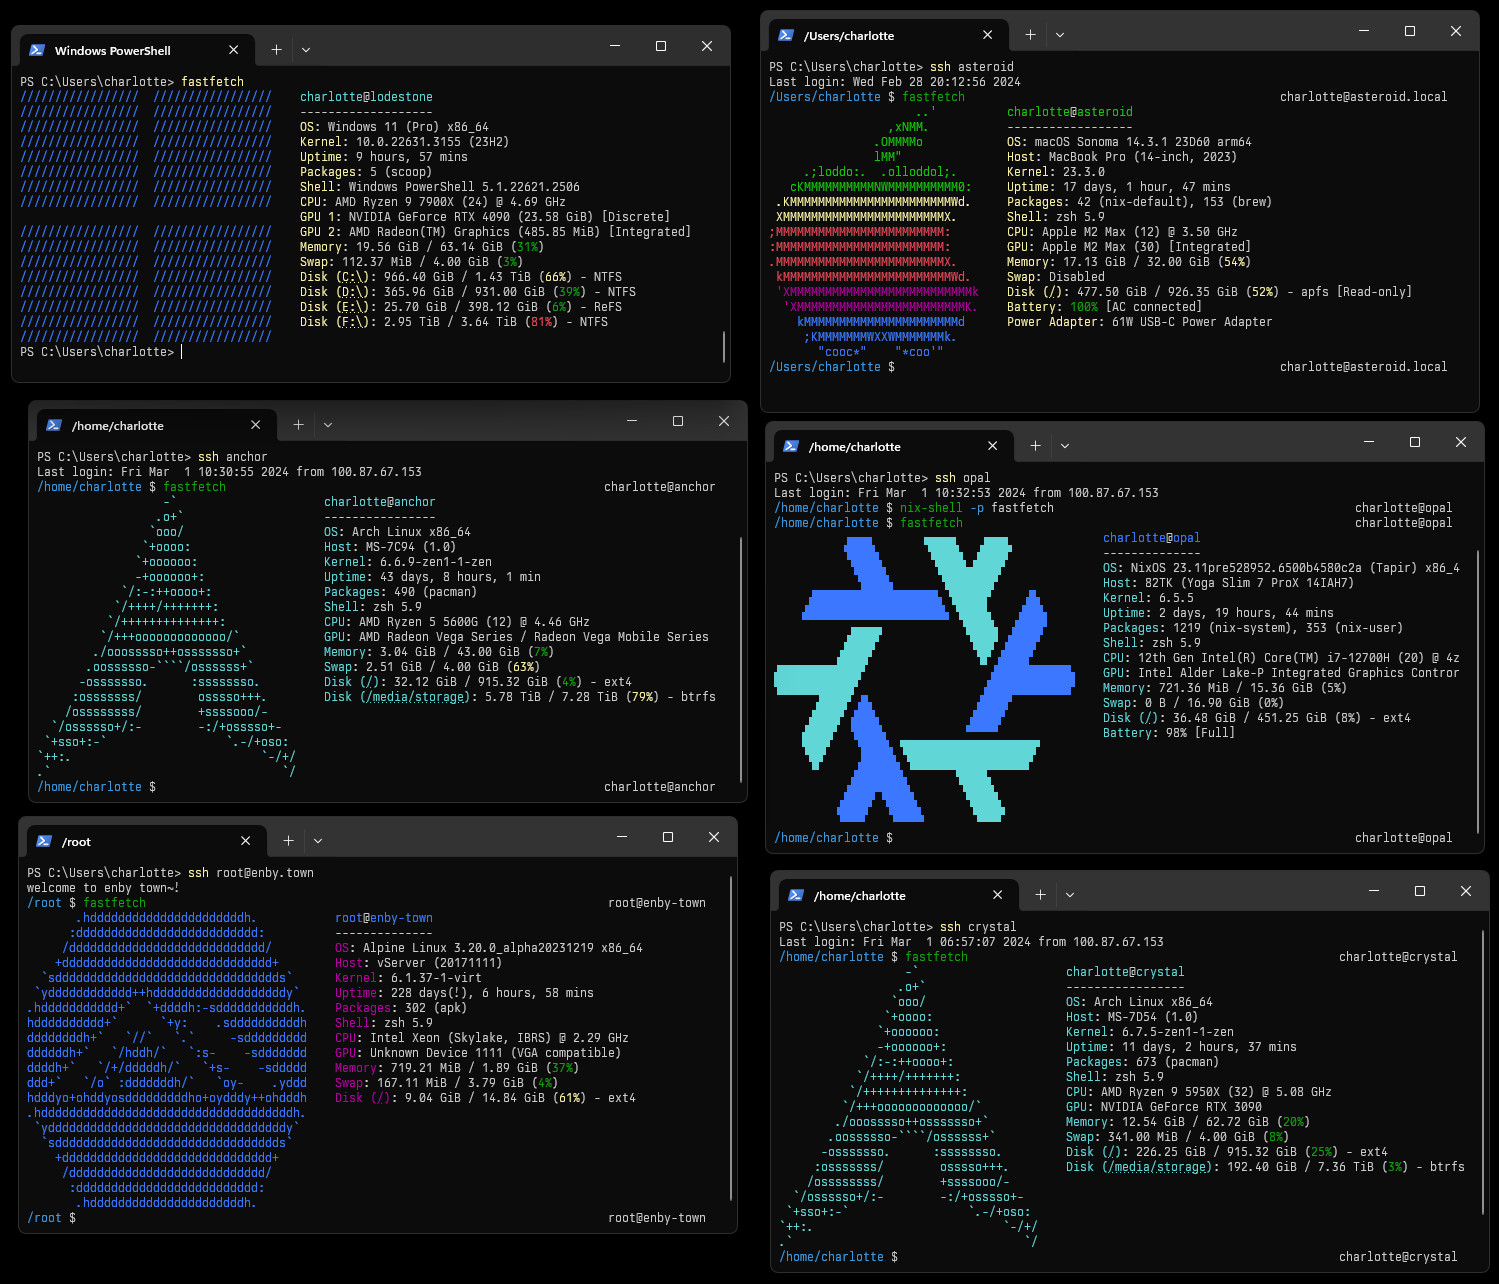 Windows PowerShell
PS C:\Users\charlotte> fastfetch
charlotte@lodestone
-------------------
OS: Windows 11 (Pro) x86_64
Kernel: 10.0.22631.3155 (23H2)
Uptime: 9 hours, 57 mins
Packages: 5 (scoop)
Shell: Windows PowerShell 5.1.22621.2506
CPU: AMD Ryzen 9 7900X (24) @ 4.69 GHz
GPU 1: NVIDIA GeForce RTX 4090 (23.58 GiB) [Discrete]
GPU 2: AMD Radeon(TM) Graphics (485.85 MiB) [Integrated]
Memory: 19.56 GiB / 63.14 GiB (31%)
Swap: 112.37 MiB / 4.00 GiB (3%)
Disk (C:\): 966.40 GiB / 1.43 TiB (66%) - NTFS
Disk (D:\): 365.96 GiB / 931.00 GiB (39%) - NTFS
Disk (E:\): 25.70 GiB / 398.12 GiB (6%) - ReFS
Disk (F:\): 2.95 TiB / 3.64 TiB (81%) - NTFS
PS C:\Users\charlotte>
/Users/charlotte
PS C:\Users\charlotte> ssh asteroid
Last login: Wed Feb 28 20:12:56 2024
/Users/charlotte $ fastfetch charlotte@asteroid.local
charlotte@asteroid
------------------
OS: macOS Sonoma 14.3.1 23D60 arm64
Host: MacBook Pro (14-inch, 2023)
Kernel: 23.3.0
Uptime: 17 days, 1 hour, 47 mins
Packages: 42 (nix-default), 153 (brew)
Shell: zsh 5.9
CPU: Apple M2 Max (12) @ 3.50 GHz
GPU: Apple M2 Max (30) [Integrated]
Memory: 17.13 GiB / 32.00 GiB (54%)
Swap: Disabled
Disk (/): 477.50 GiB / 926.35 GiB (52%) - apfs [Read-only]
Battery: 100% [AC connected]
Power Adapter: 61W USB-C Power Adapter
/Users/charlotte $ charlotte@asteroid.local
/home/charlotte
PS C:\Users\charlotte> ssh anchor
Last login: Fri Mar  1 10:30:55 2024 from 100.87.67.153
/home/charlotte $ fastfetch charlotte@anchor
charlotte@anchor
----------------
OS: Arch Linux x86_64
Host: MS-7C94 (1.0)
Kernel: 6.6.9-zen1-1-zen
Uptime: 43 days, 8 hours, 1 min
Packages: 490 (pacman)
Shell: zsh 5.9
CPU: AMD Ryzen 5 5600G (12) @ 4.46 GHz
GPU: AMD Radeon Vega Series / Radeon Vega Mobile Series
Memory: 3.04 GiB / 43.00 GiB (7%)
Swap: 2.51 GiB / 4.00 GiB (63%)
Disk (/): 32.12 GiB / 915.32 GiB (4%) - ext4
Disk (/media/storage): 5.78 TiB / 7.28 TiB (79%) - btrfs
/home/charlotte $ charlotte@anchor
/home/charlotte
PS C:\Users\charlotte> ssh opal
Last login: Fri Mar  1 10:32:53 2024 from 100.87.67.153
/home/charlotte $ nix-shell -p fastfetch charlotte@opal
/home/charlotte $ fastfetch charlotte@opal
charlotte@opal
--------------
OS: NixOS 23.11pre528952.6500b4580c2a (Tapir) x86_4
Host: 82TK (Yoga Slim 7 ProX 14IAH7)
Kernel: 6.5.5
Uptime: 2 days, 19 hours, 44 mins
Packages: 1219 (nix-system), 353 (nix-user)
Shell: zsh 5.9
CPU: 12th Gen Intel(R) Core(TM) i7-12700H (20) @ 4z
GPU: Intel Alder Lake-P Integrated Graphics Contror
Memory: 721.36 MiB / 15.36 GiB (5%)
Swap: 0 B / 16.90 GiB (0%)
Disk (/): 36.48 GiB / 451.25 GiB (8%) - ext4
Battery: 98% [Full]
/home/charlotte $ charlotte@opal
/root
PS C:\Users\charlotte> ssh root@enby.town
welcome to enby town~!
/root $ fastfetch root@enby-town
root@enby-town
--------------
OS: Alpine Linux 3.20.0_alpha20231219 x86_64
Host: vServer (20171111)
Kernel: 6.1.37-1-virt
Uptime: 228 days(!), 6 hours, 58 mins
Packages: 302 (apk)
Shell: zsh 5.9
CPU: Intel Xeon (Skylake, IBRS) @ 2.29 GHz
GPU: Unknown Device 1111 (VGA compatible)
Memory: 719.21 MiB / 1.89 GiB (37%)
Swap: 167.11 MiB / 3.79 GiB (4%)
Disk (/): 9.04 GiB / 14.84 GiB (61%) - ext4
/root $ root@enby-town
/home/charlotte
PS C:\Users\charlotte> ssh crystal
Last login: Fri Mar  1 06:57:07 2024 from 100.87.67.153
/home/charlotte $ fastfetch charlotte@crystal
charlotte@crystal
-----------------
OS: Arch Linux x86_64
Host: MS-7D54 (1.0)
Kernel: 6.7.5-zen1-1-zen
Uptime: 11 days, 2 hours, 37 mins
Packages: 673 (pacman)
Shell: zsh 5.9
CPU: AMD Ryzen 9 5950X (32) @ 5.08 GHz
GPU: NVIDIA GeForce RTX 3090
Memory: 12.54 GiB / 62.72 GiB (20%)
Swap: 341.00 MiB / 4.00 GiB (8%)
Disk (/): 226.25 GiB / 915.32 GiB (25%) - ext4
Disk (/media/storage): 192.40 GiB / 7.36 TiB (3%) - btrfs
/home/charlotte $ charlotte@crystal